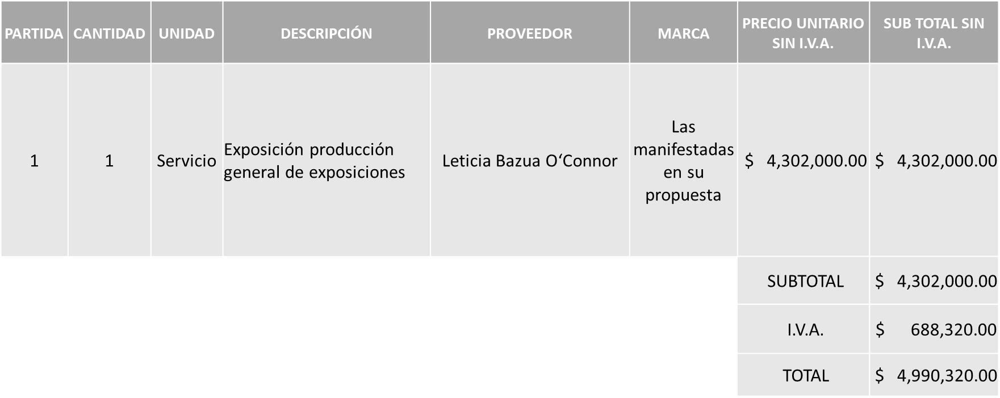 PARTIDA CANTIDAD UNIDAD DESCRIPCIÓN PROVEEDOR MARCA PRECIO UNITARIO SIN I.V.A. SUB TOTAL SIN I.V.A.
1 1 Servicio Exposición producción general de exposiciones Leticia Bazua O‘Connor Las manifestadas en su propuesta $ 4,302,000.00 $ 4,302,000.00
SUBTOTAL $ 4,302,000.00
I.V.A. $ 688,320.00
TOTAL $ 4,990,320.00